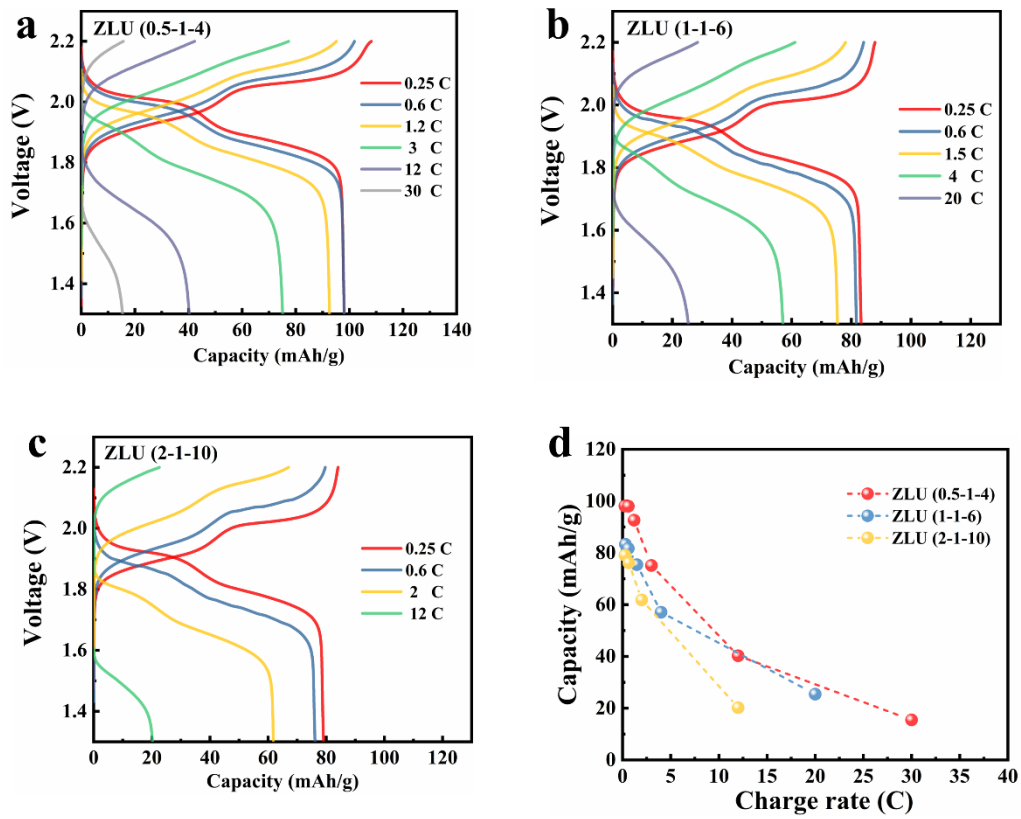 a
ZLU (0.5-1-4)
2.2
2.0
1.8
1.6
1.4
Voltage (V)
0.25 C
0.6 C
1.2 C
3 C
12 C
30 C
0 20 40 60 80 100 120 140
Capacity (mAh/g)
b
ZLU (1-1-6)
2.2
2.0
1.8
1.6
1.4
Voltage (V)
0.25 C
0.6 C
1.5 C
4 C
20 C
0 20 40 60 80 100 120
Capacity (mAh/g)
c
ZLU (2-1-10)
2.2
2.0
1.8
1.6
1.4
Voltage (V)
0.25 C
0.6 C
2 C
12 C
0 20 40 60 80 100 120
Capacity (mAh/g)
d
120
100
80
60
40
20
0
Capacity (mAh/g)
ZLU (0.5-1-4)
ZLU (1-1-6)
ZLU (2-1-10)
0 5 10 15 20 25 30 35 40
Charge rate (C)